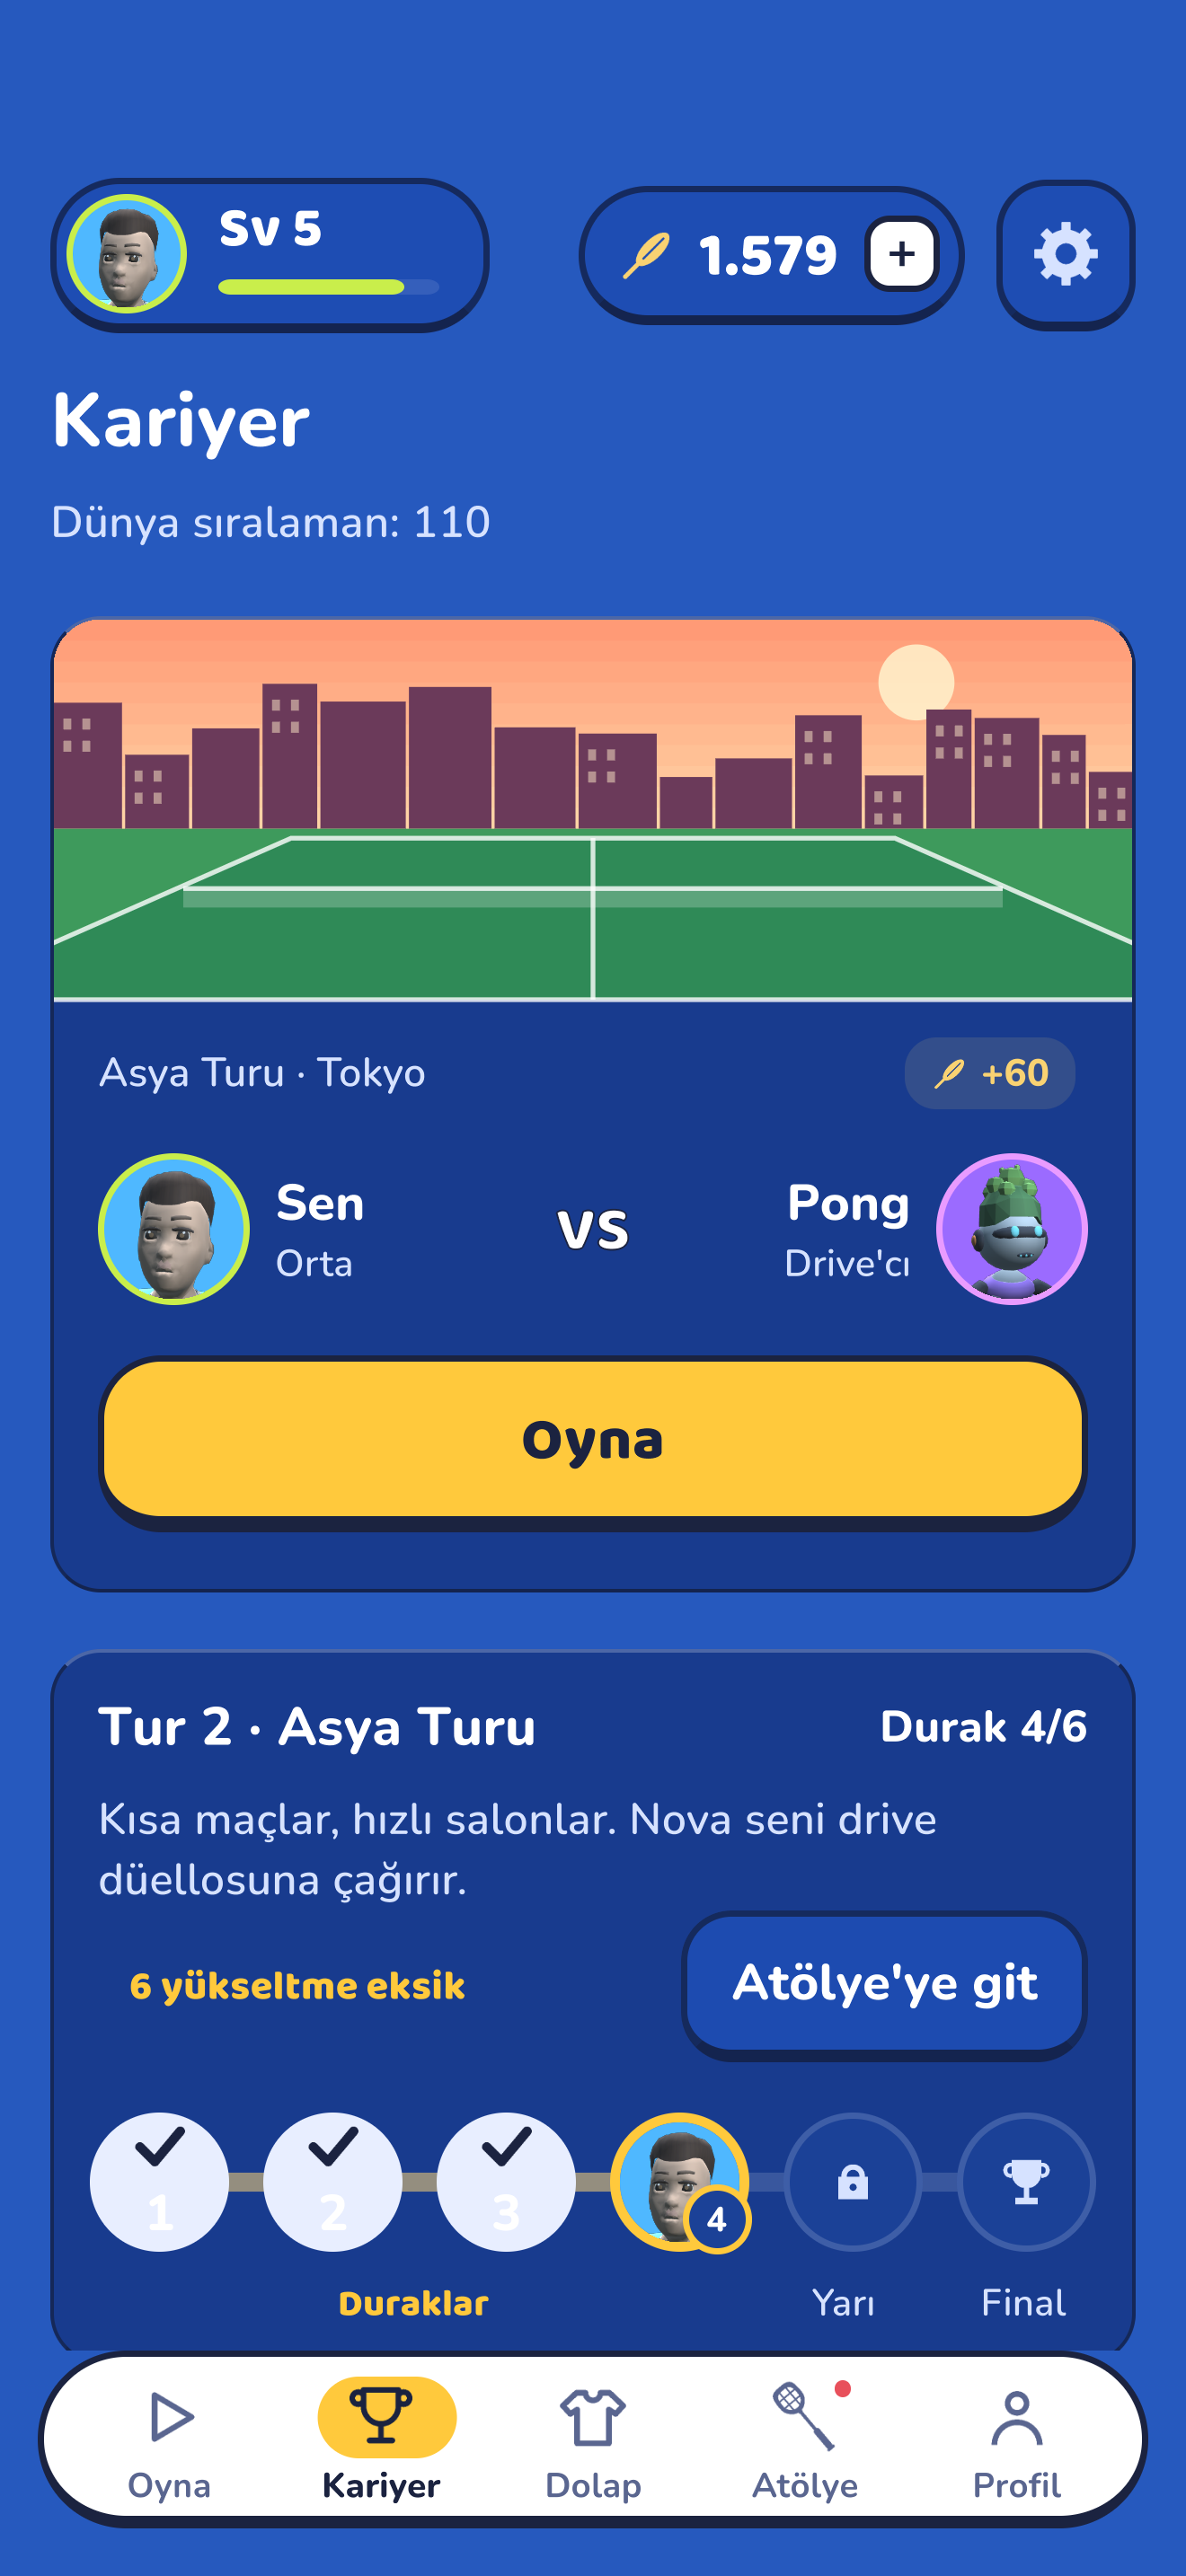 Sv 5
1.579
+
Kariyer
Dünya sıralaman: 110
Asya Turu · Tokyo
+60
Sen
Orta
VS
Pong
Drive'cı
Oyna
Tur 2 · Asya Turu
Durak 4/6
Kısa maçlar, hızlı salonlar. Nova seni drive
düellosuna çağırır.
6 yükseltme eksik
Atölye'ye git
1
2
3
4
Duraklar
Yarı
Final
Oyna
Kariyer
Dolap
Atölye
Profil